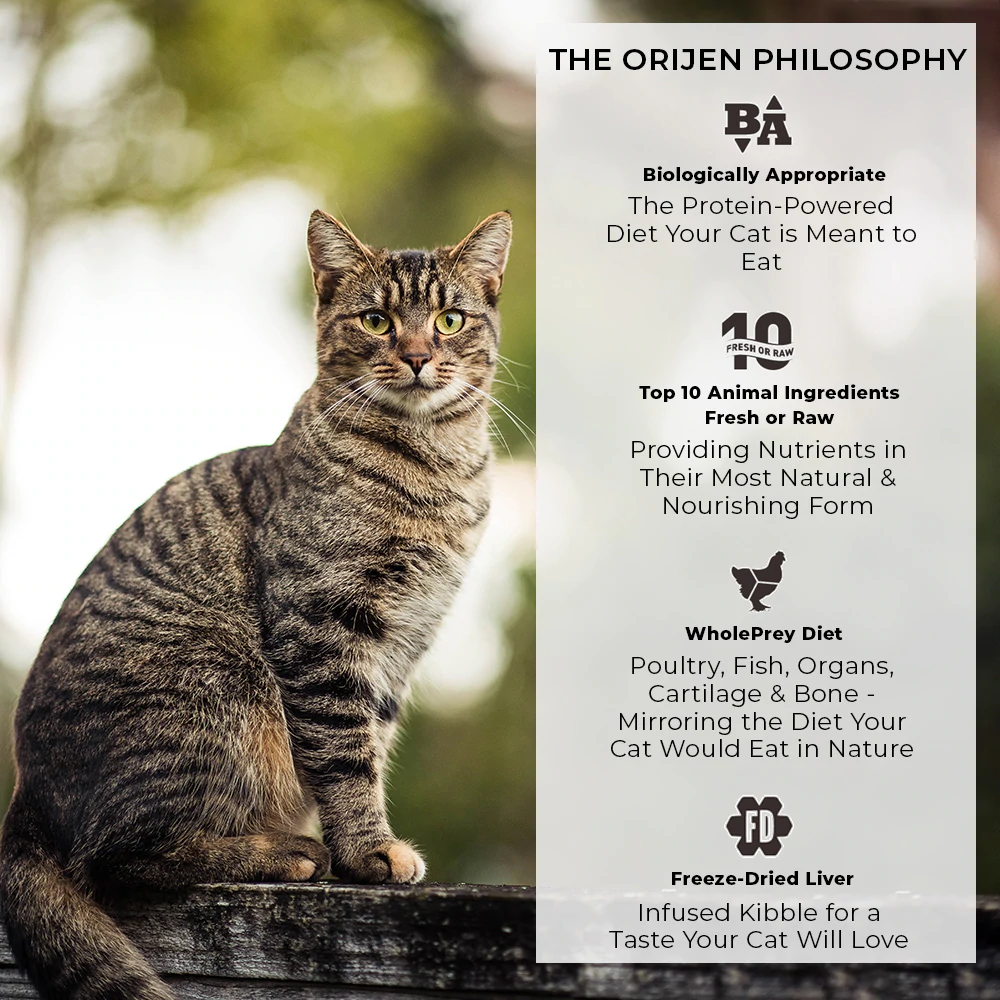 THE ORIJEN PHILOSOPHY
BA
Biologically Appropriate
The Protein-Powered
Diet Your Cat is Meant to
Eat
10
FRESH OR RAW
Top 10 Animal Ingredients
Fresh or Raw
Providing Nutrients in
Their Most Natural &
Nourishing Form
WholePrey Diet
Poultry, Fish, Organs,
Cartilage & Bone -
Mirroring the Diet Your
Cat Would Eat in Nature
FD
Freeze-Dried Liver
Infused Kibble for a
Taste Your Cat Will Love